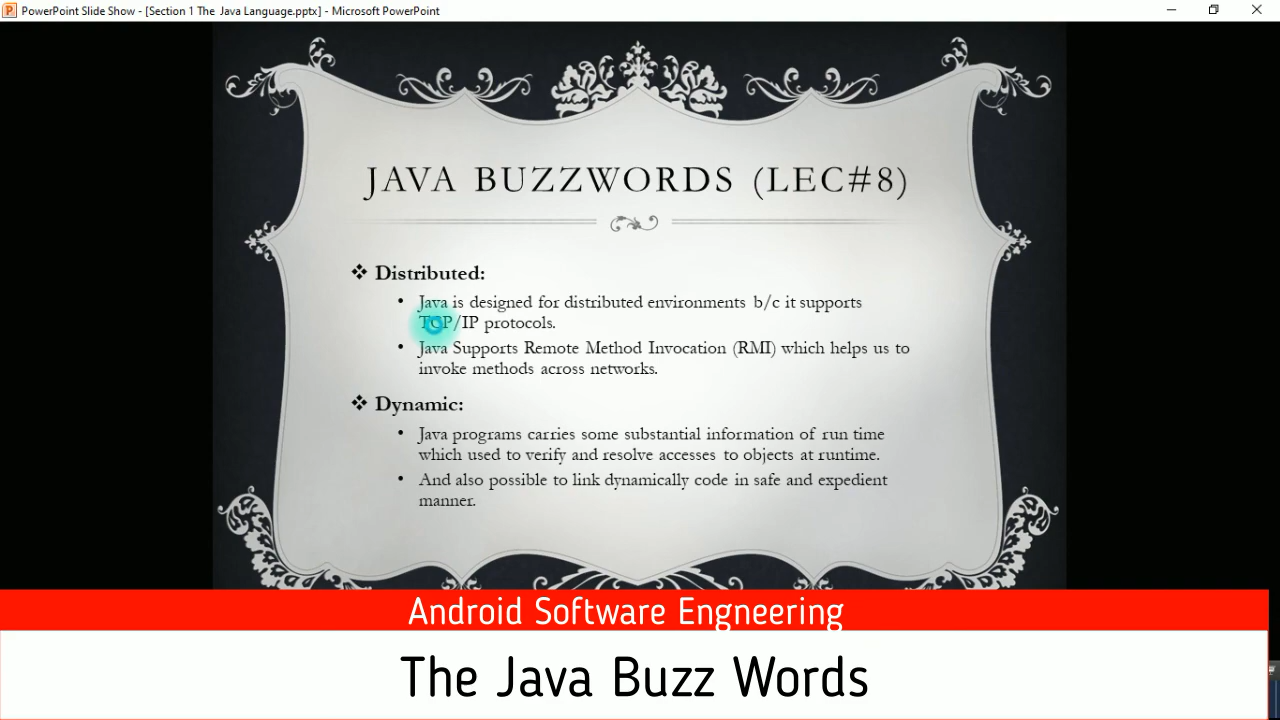 PowerPoint Slide Show - [Section 1 The Java Language.pptx] - Microsoft PowerPoint
JAVA BUZZWORDS (LEC#8)
❖ Distributed:
• Java is designed for distributed environments b/c it supports
TCP/IP protocols.
• Java Supports Remote Method Invocation (RMI) which helps us to
invoke methods across networks.
❖ Dynamic:
• Java programs carries some substantial information of run time
which used to verify and resolve accesses to objects at runtime.
• And also possible to link dynamically code in safe and expedient
manner.
Android Software Engneering
The Java Buzz Words